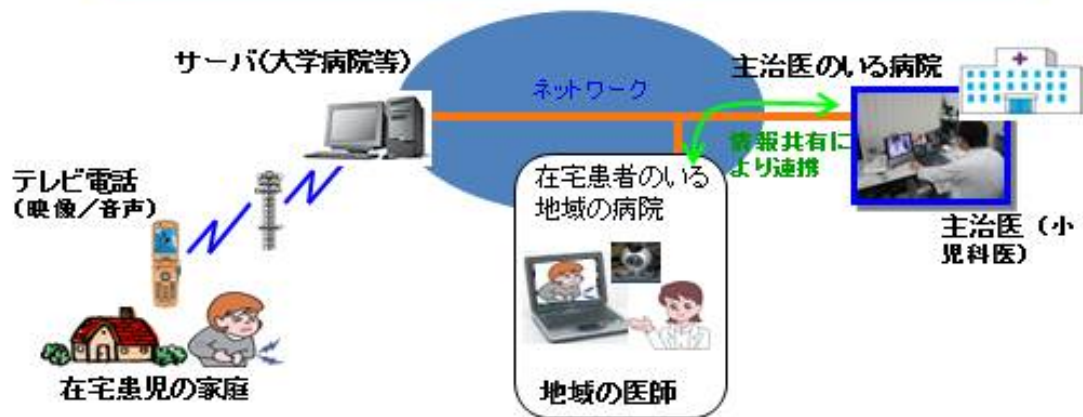 サーバ(大学病院等)
ネットワーク
主治医のいる病院
情報共有に
より連携
テレビ電話
(映像/音声)
在宅患者のいる
地域の病院
主治医(小
児科医)
在宅患児の家庭
地域の医師